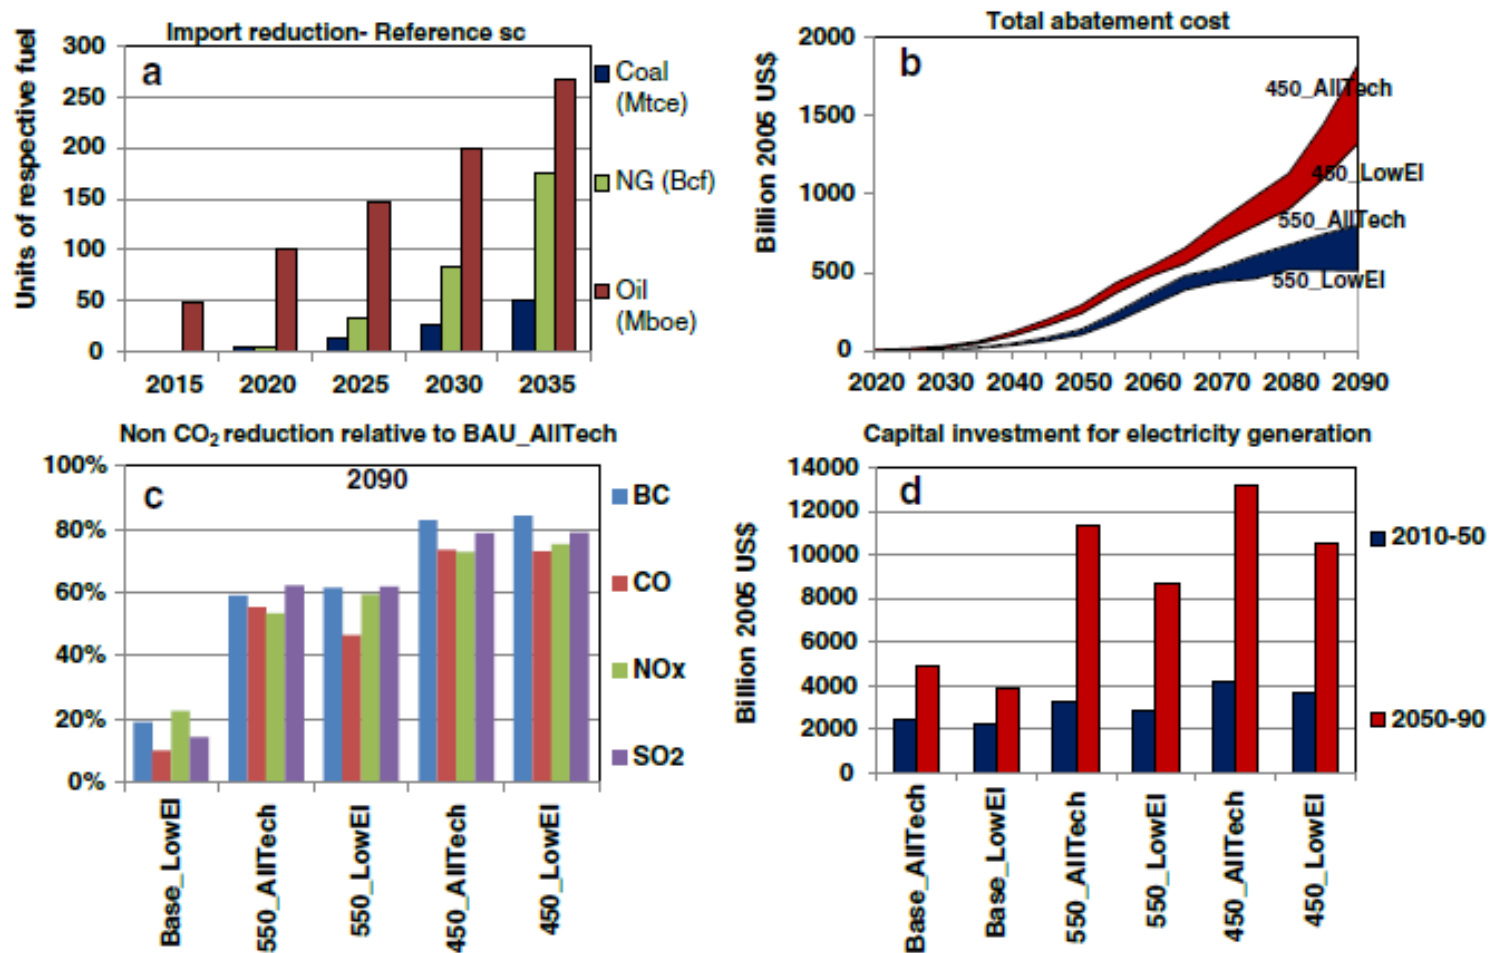 Import reduction- Reference sc
a
Units of respective fuel
300
250
200
150
100
50
0
2015 2020 2025 2030 2035
Coal
(Mtce)
NG (Bcf)
Oil
(Mboe)
Total abatement cost
b
Billion 2005 US$
2000
1500
1000
500
0
2020 2030 2040 2050 2060 2070 2080 2090
450_AllTech
450_LowEI
550_AllTech
550_LowEI
Non CO₂ reduction relative to BAU_AllTech
c
2090
100%
80%
60%
40%
20%
0%
Base_LowEI
550_AllTech
550_LowEI
450_AllTech
450_LowEI
BC
CO
NOx
SO2
Capital investment for electricity generation
d
Billion 2005 US$
14000
12000
10000
8000
6000
4000
2000
0
Base_AllTech
Base_LowEI
550_AllTech
550_LowEI
450_AllTech
450_LowEI
2010-50
2050-90